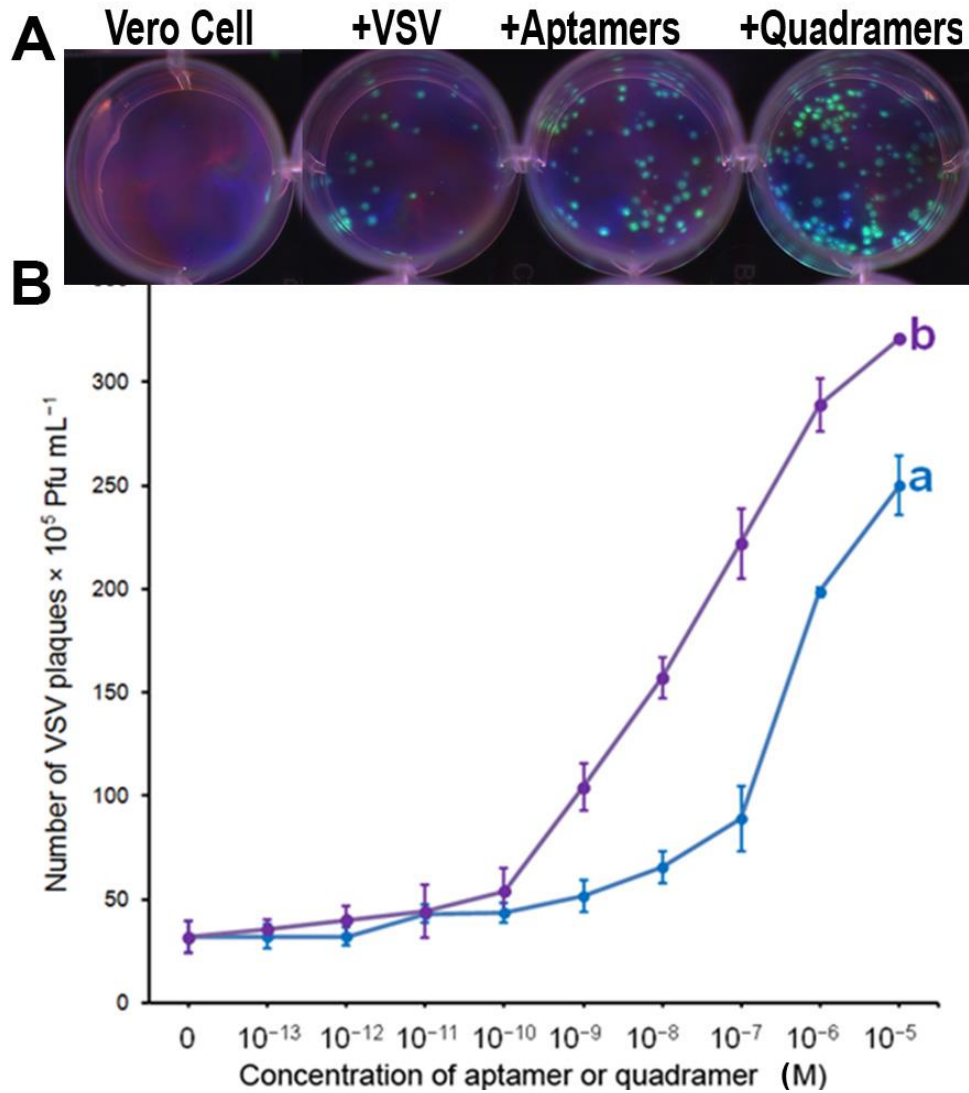 A
Vero Cell +VSV +Aptamers +Quadramers
B
Number of VSV plaques × 10⁵ Pfu mL⁻¹
300
250
200
150
100
50
0
b
a
0 10⁻¹³ 10⁻¹² 10⁻¹¹ 10⁻¹⁰ 10⁻⁹ 10⁻⁸ 10⁻⁷ 10⁻⁶ 10⁻⁵
Concentration of aptamer or quadramer (M)